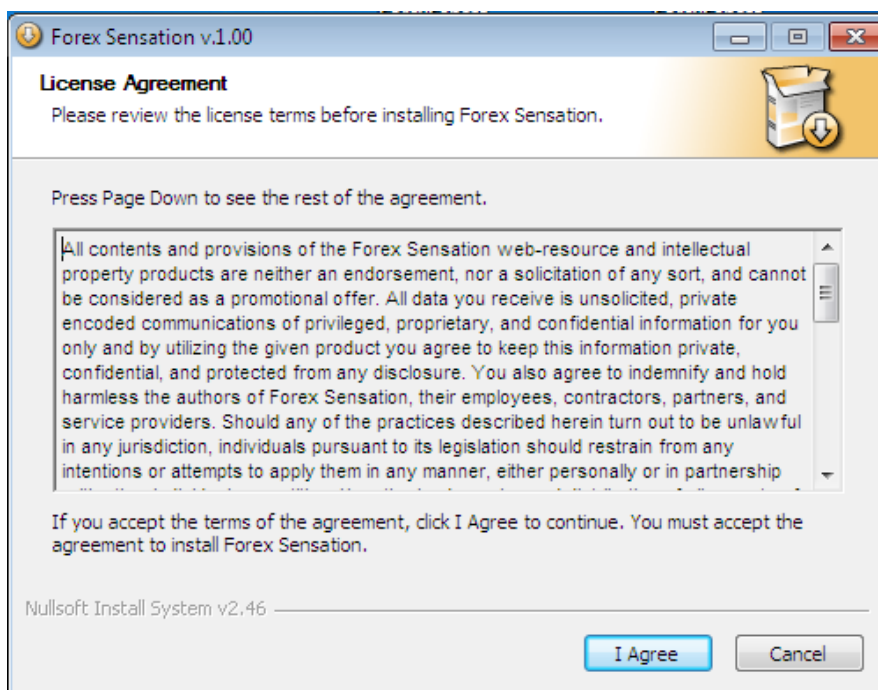 Forex Sensation v.1.00
License Agreement
Please review the license terms before installing Forex Sensation.
Press Page Down to see the rest of the agreement.
All contents and provisions of the Forex Sensation web-resource and intellectual
property products are neither an endorsement, nor a solicitation of any sort, and cannot
be considered as a promotional offer. All data you receive is unsolicited, private
encoded communications of privileged, proprietary, and confidential information for you
only and by utilizing the given product you agree to keep this information private,
confidential, and protected from any disclosure. You also agree to indemnify and hold
harmless the authors of Forex Sensation, their employees, contractors, partners, and
service providers. Should any of the practices described herein turn out to be unlawful
in any jurisdiction, individuals pursuant to its legislation should restrain from any
intentions or attempts to apply them in any manner, either personally or in partnership
If you accept the terms of the agreement, click I Agree to continue. You must accept the
agreement to install Forex Sensation.
Nullsoft Install System v2.46
I Agree
Cancel